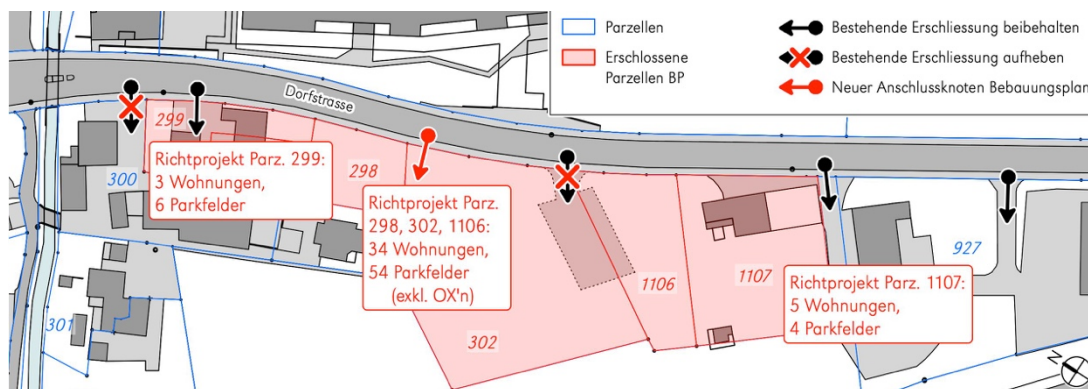 Parzellen
Erschlossene
Parzellen BP
Bestehende Erschliessung beibehalten
Bestehende Erschliessung aufheben
Neuer Anschlussknoten Bebauungsplan
Dorfstrasse
299
300
298
Richtprojekt Parz. 299:
3 Wohnungen,
6 Parkfelder
Richtprojekt Parz.
298, 302, 1106:
34 Wohnungen,
54 Parkfelder
(exkl. OX'n)
927
1107
1106
Richtprojekt Parz. 1107:
5 Wohnungen,
4 Parkfelder
301
302
N